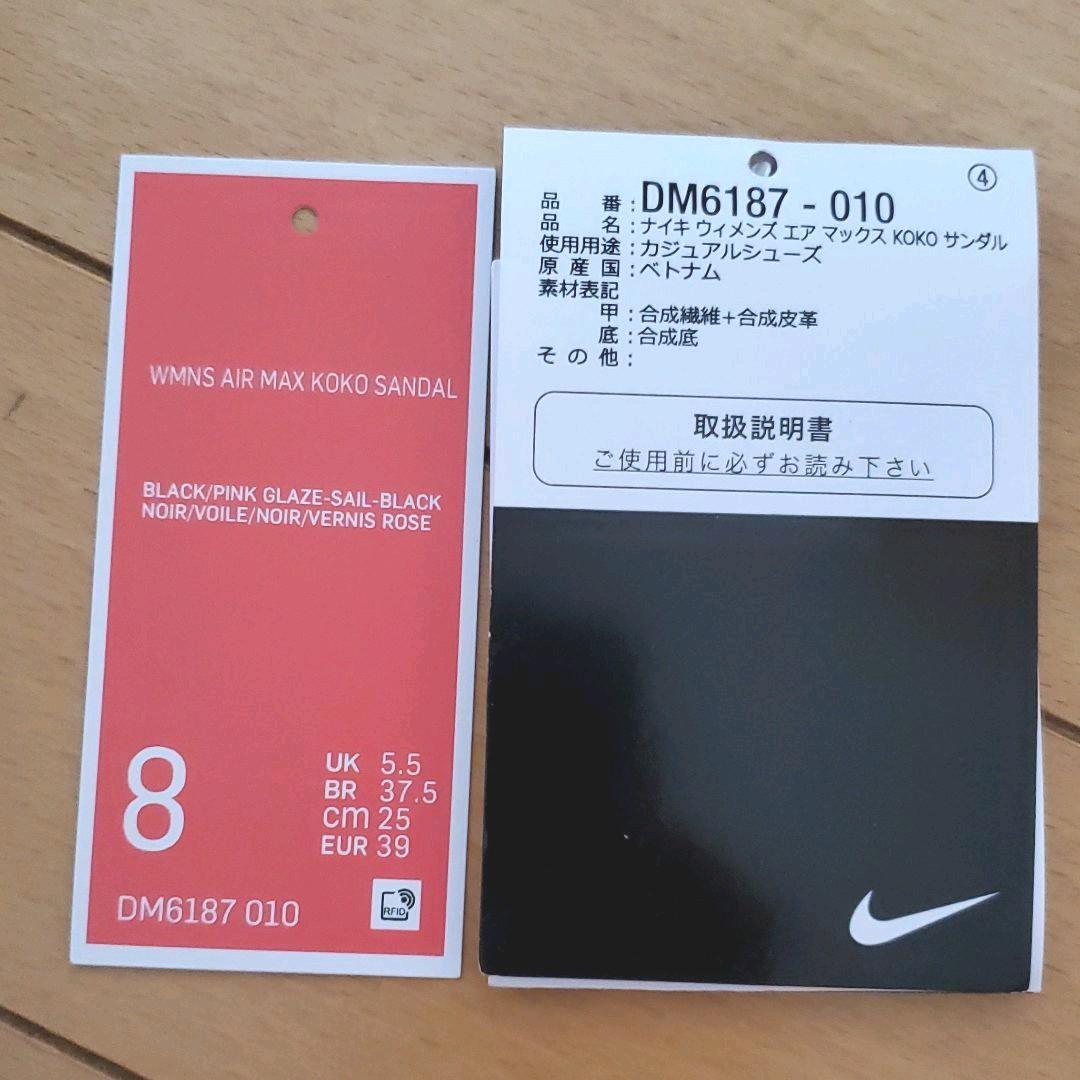 WMNS AIR MAX KOKO SANDAL
BLACK/PINK GLAZE-SAIL-BLACK
NOIR/VOILE/NOIR/VERNIS ROSE
8
UK 5.5
BR 37.5
cm 25
EUR 39
DM6187 010
RFID
④
品 番:DM6187 - 010
品 名:ナイキ ウィメンズ エア マックス KOKO サンダル
使用用途:カジュアルシューズ
原産国:ベトナム
素材表記
甲:合成繊維+合成皮革
底:合成底
その他:
取扱説明書
ご使用前に必ずお読み下さい